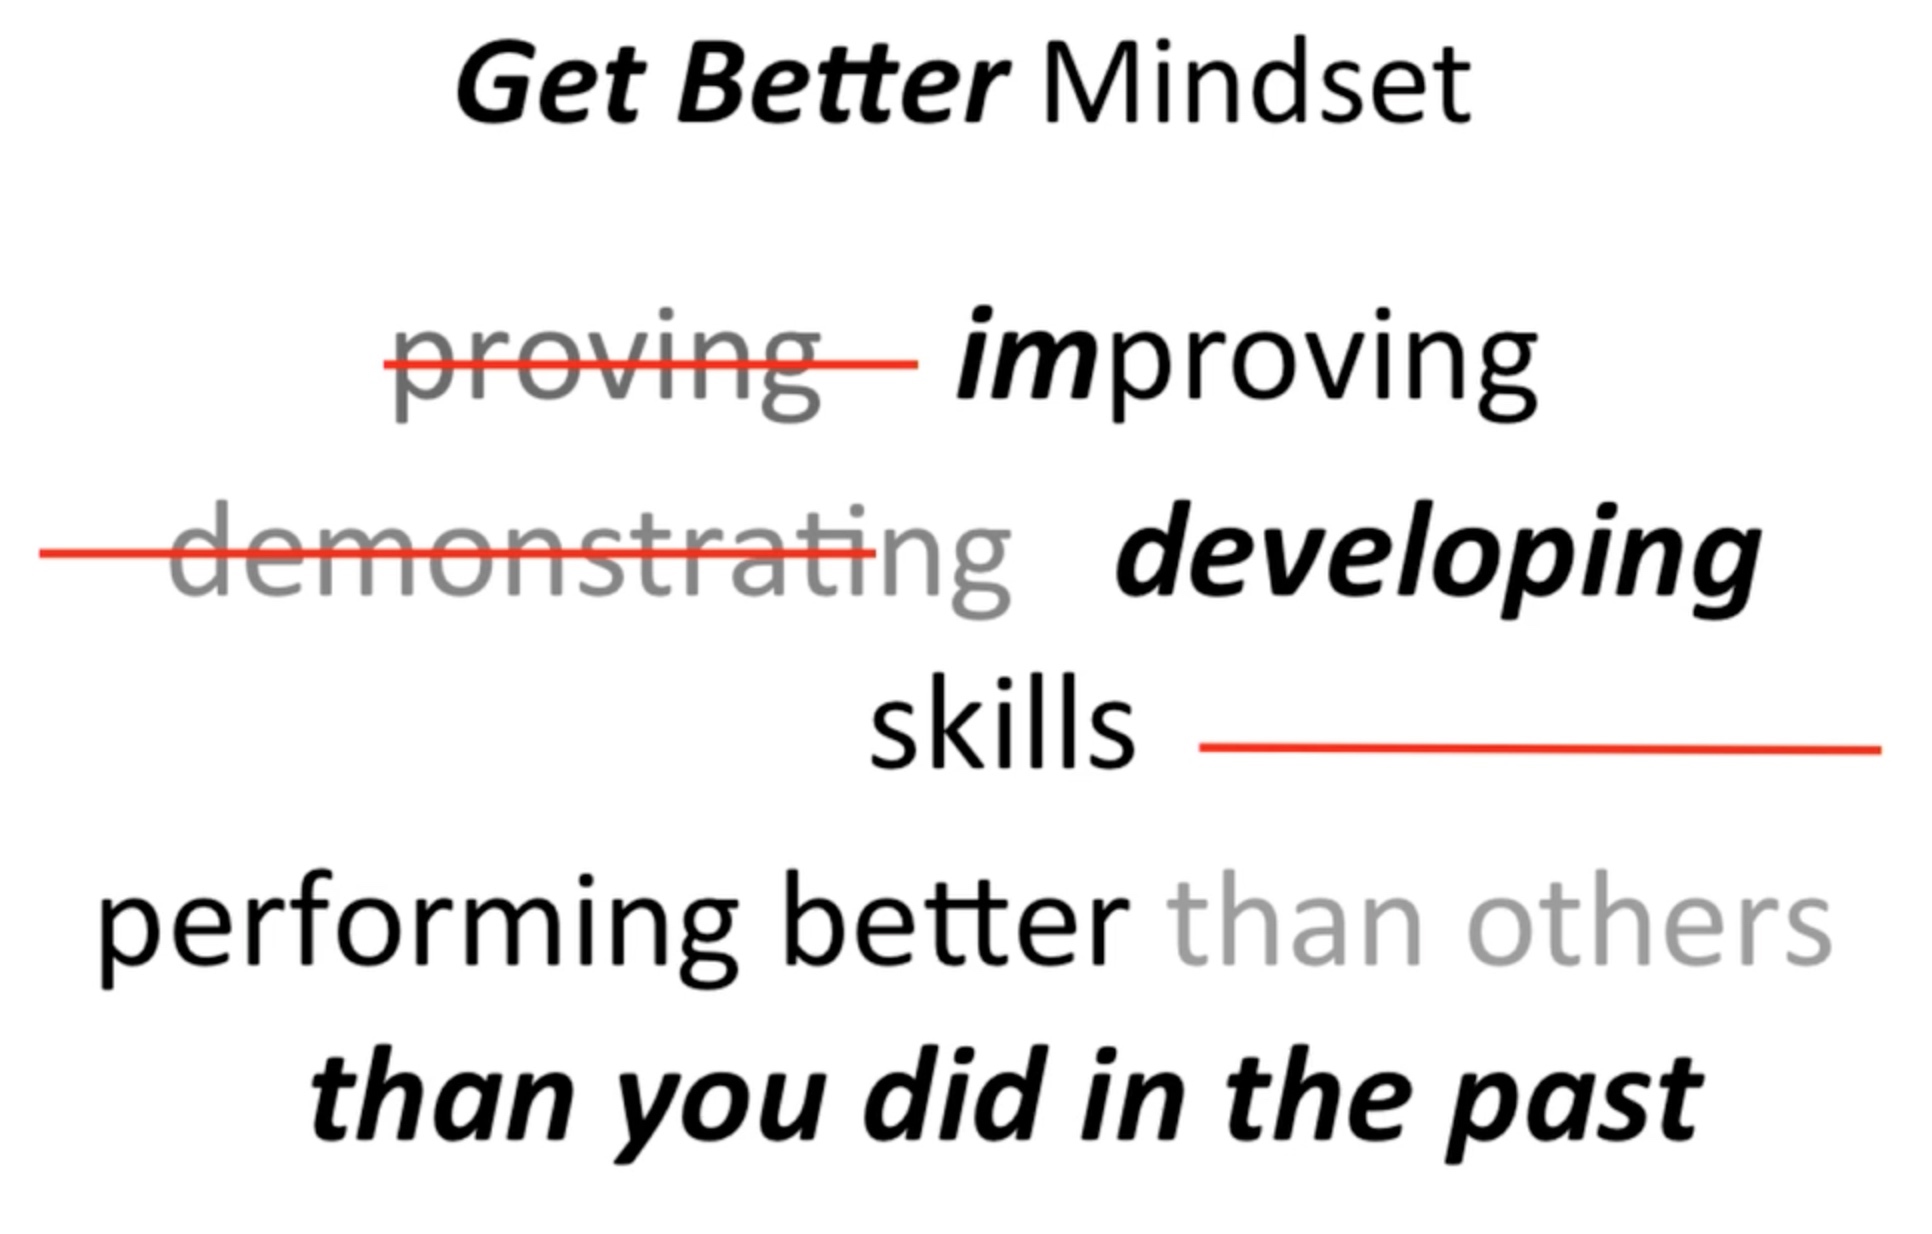 Get Better Mindset
proving improving
demonstrating developing
skills
performing better than others
than you did in the past